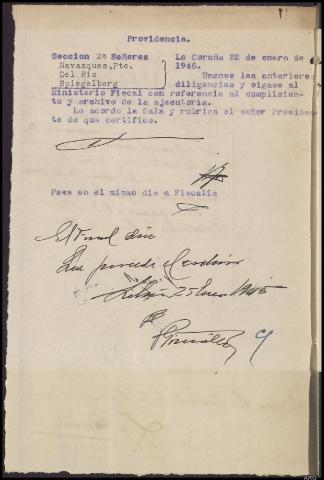 Providencia.
Seccion 2ª Señores
Navasques, Pte.
Del Rio
Spiegelberg
La Coruña 22 de enero de
1945.
Unanse las anteriores
diligencias y oigase al
Ministerio Fiscal con referencia al cumplimien-
to y archivo de la ejecutoria.
Lo acordo la Sala y rubrica el señor Presiden-
te de que certifico.
Pasa en el mismo dia a Fiscalia
El Fiscal dice
Que procede el archivo
25 Enero 1945